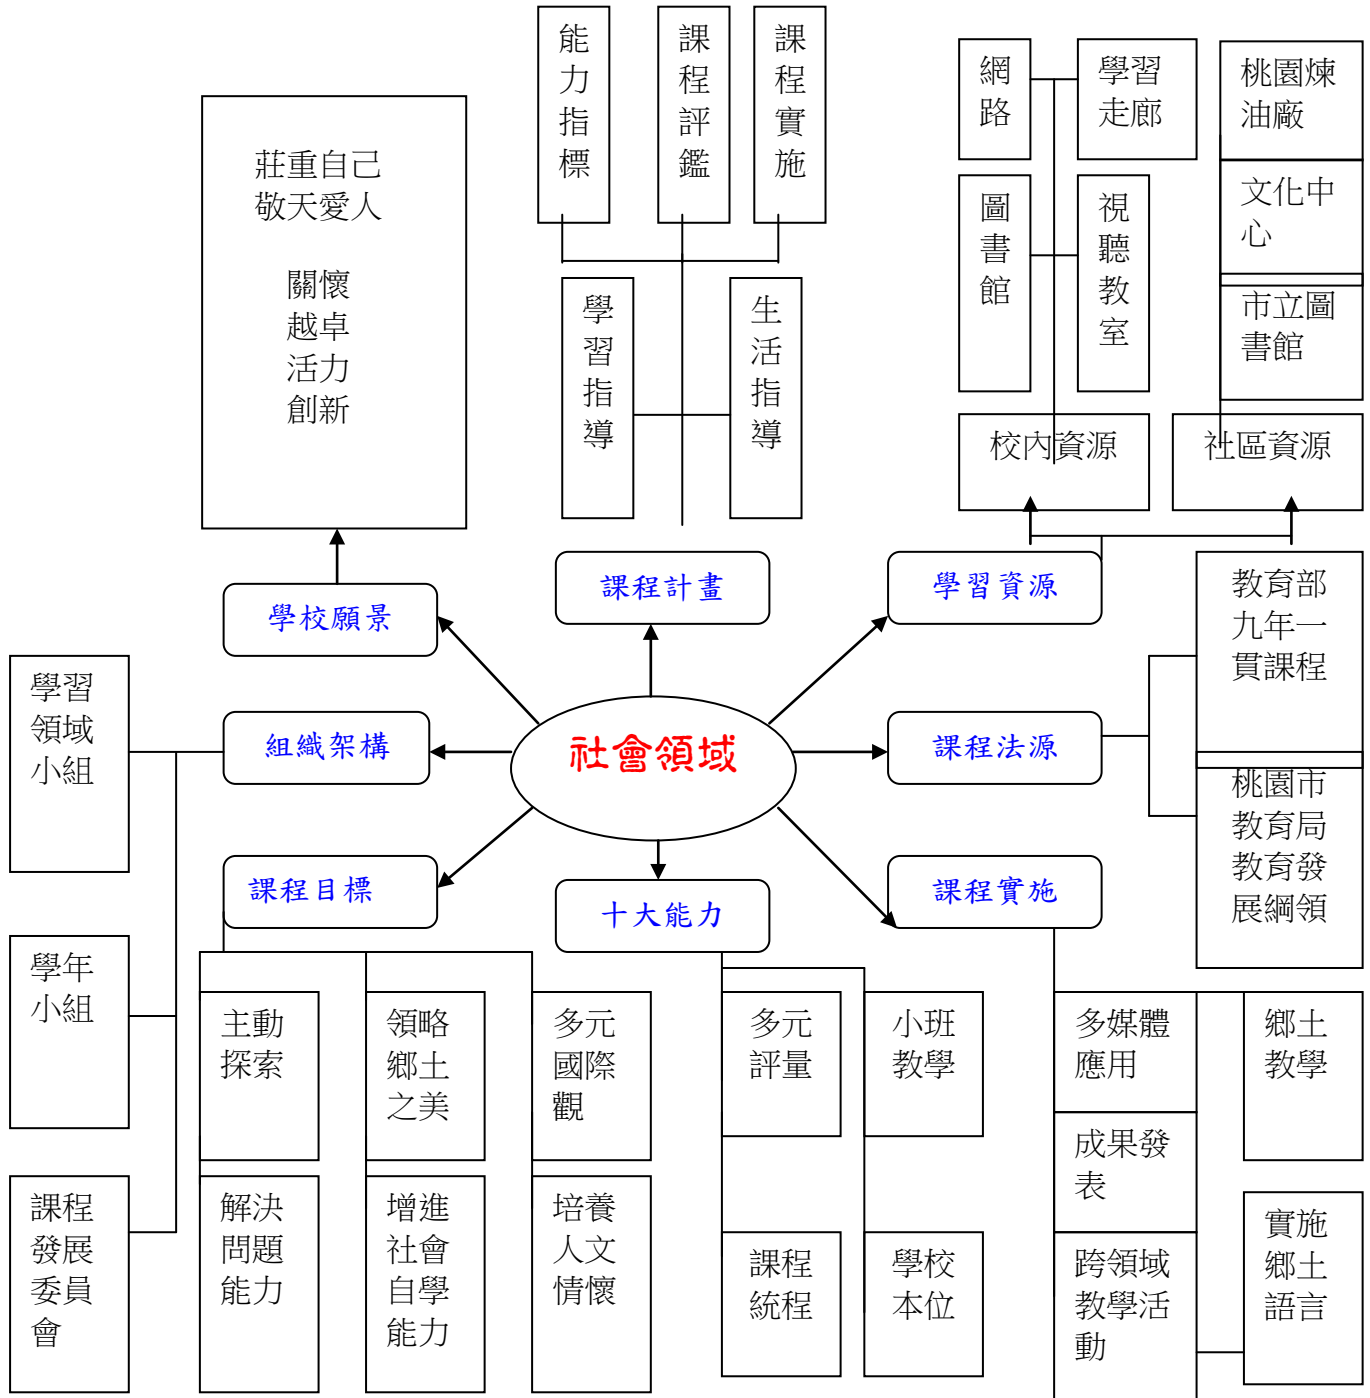 能
力
指
標
課
程
評
鑑
課
程
實
施
網
路
學習
走廊
桃園煉
油廠
莊重自己
敬天愛人
關懷
越卓
活力
創新
圖
書
館
視
聽
教
室
文化中
心
市立圖
書館
學
習
指
導
生
活
指
導
校內資源
社區資源
學校願景
課程計畫
學習資源
教育部
九年一
貫課程
學習
領域
小組
組織架構
社會領域
課程法源
桃園市
教育局
教育發
展綱領
課程目標
十大能力
課程實施
學年
小組
主動
探索
領略
鄉土
之美
多元
國際
觀
多元
評量
小班
教學
多媒體
應用
鄉土
教學
成果發
表
課程
發展
委員
會
解決
問題
能力
增進
社會
自學
能力
培養
人文
情懷
課程
統程
學校
本位
跨領域
教學活
動
實施
鄉土
語言